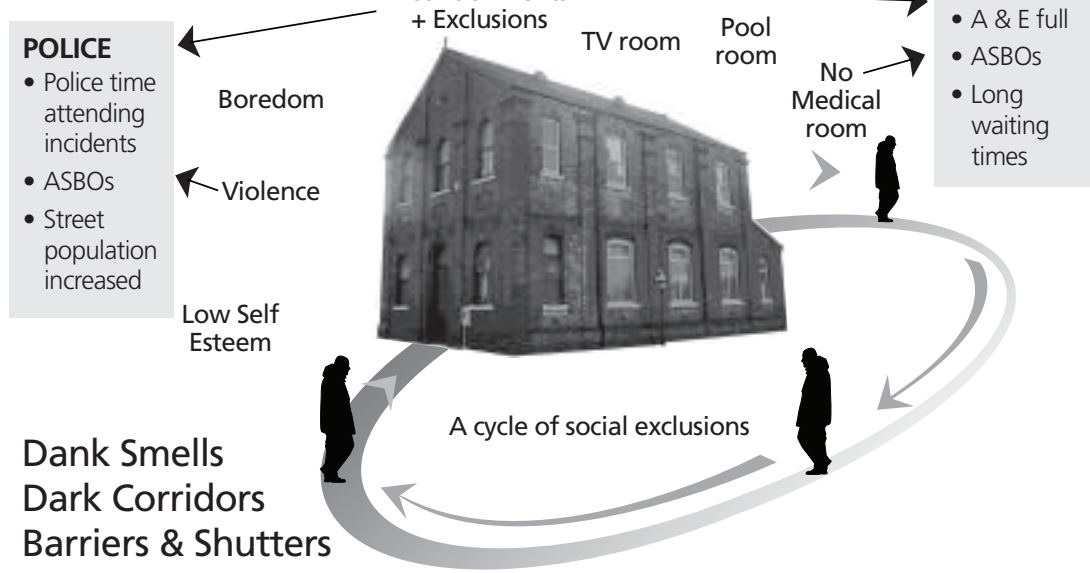 + Exclusions
TV room
Pool
room
No
Medical
room
• A & E full
• ASBOs
• Long
waiting
times
POLICE
• Police time
attending
incidents
• ASBOs
• Street
population
increased
Boredom
Violence
Low Self
Esteem
A cycle of social exclusions
Dank Smells
Dark Corridors
Barriers & Shutters